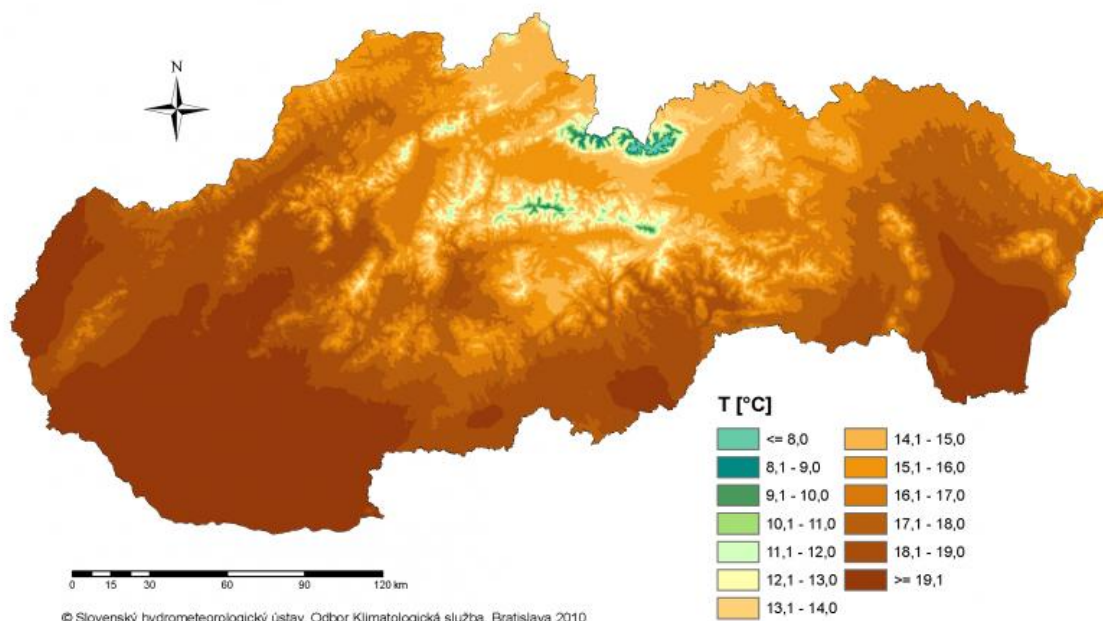 N
T [°C]
<= 8,0
8,1 - 9,0
9,1 - 10,0
10,1 - 11,0
11,1 - 12,0
12,1 - 13,0
13,1 - 14,0
14,1 - 15,0
15,1 - 16,0
16,1 - 17,0
17,1 - 18,0
18,1 - 19,0
>= 19,1
0 15 30 60 90 120 km
© Slovenský hydrometeorologický ústav, Odbor Klimatologická služba, Bratislava 2010